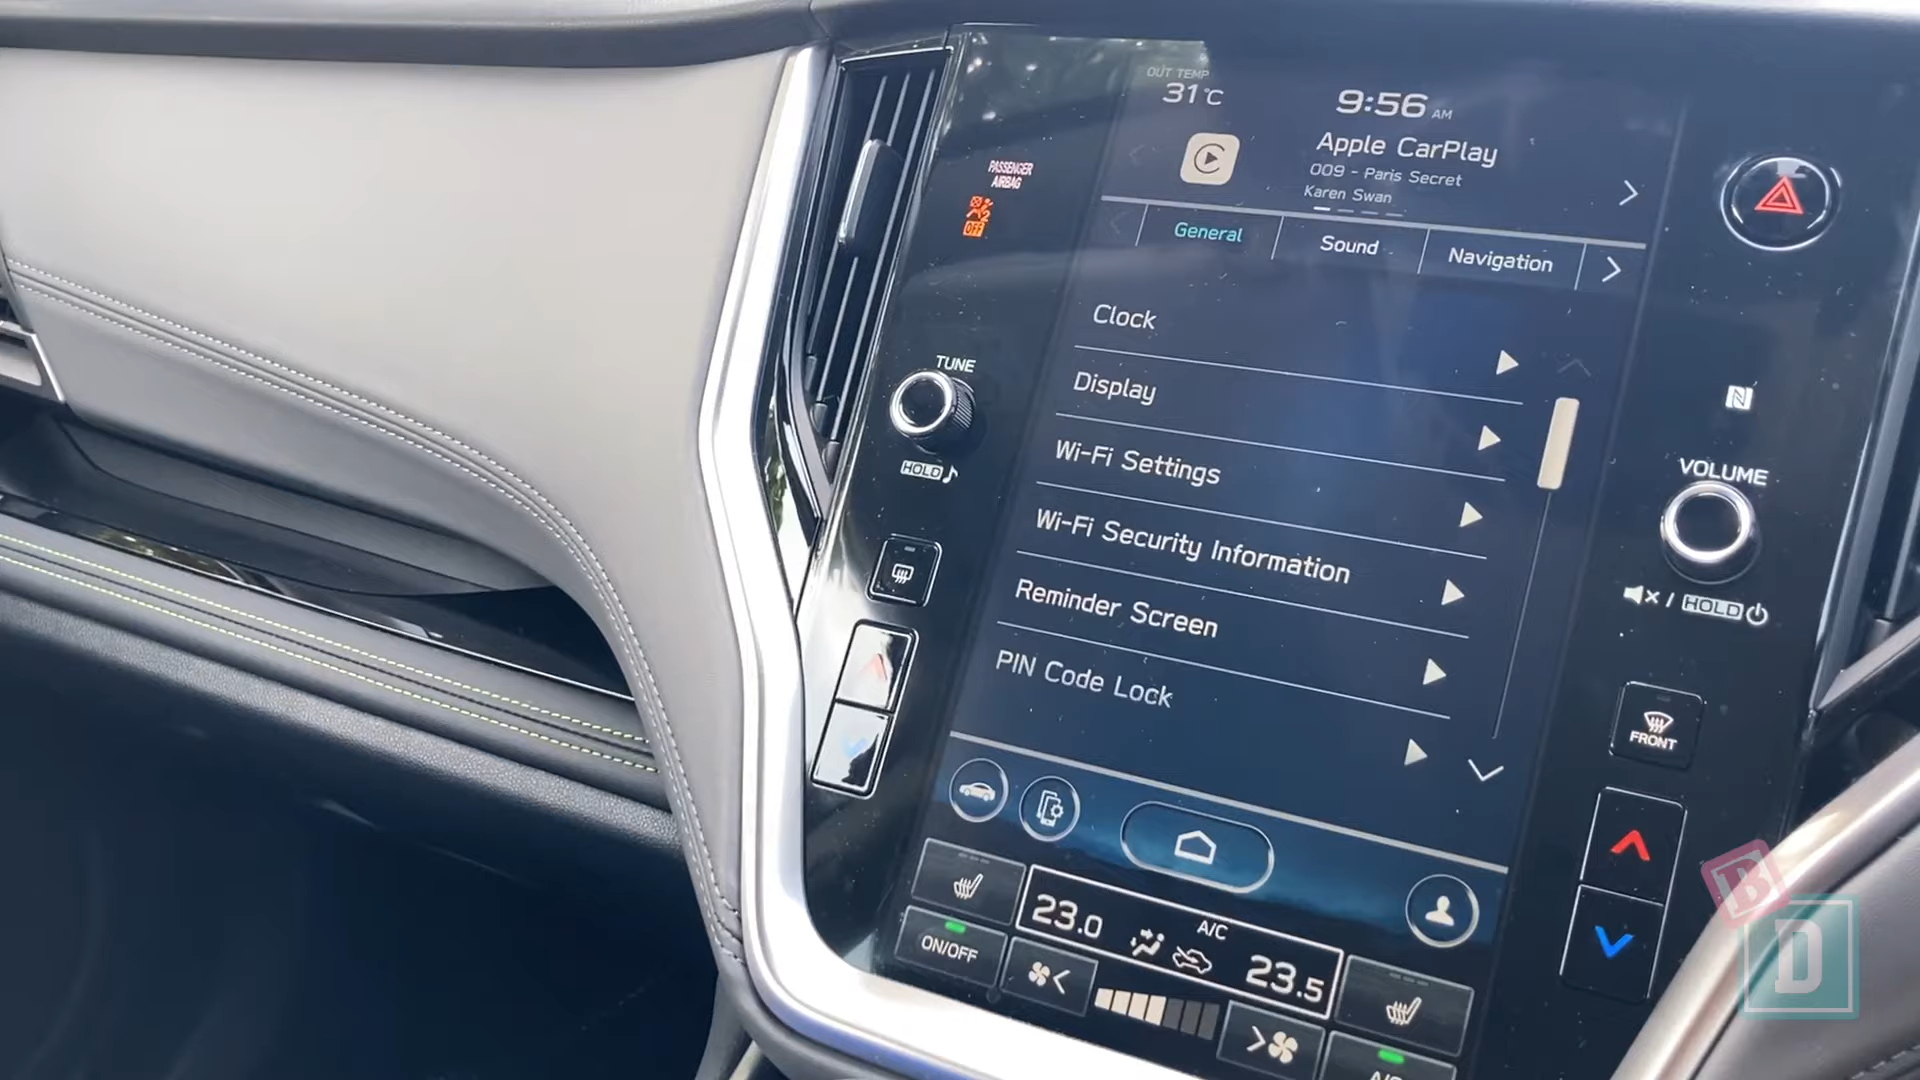 OUT TEMP
31°C
9:56 AM
Apple CarPlay
009 - Paris Secret
Karen Swan
PASSENGER
AIRBAG
2
OFF
General
Sound
Navigation
Clock
Display
Wi-Fi Settings
Wi-Fi Security Information
Reminder Screen
PIN Code Lock
TUNE
HOLD
N
VOLUME
/ HOLD
FRONT
23.0
A/C
23.5
ON/OFF
B
D